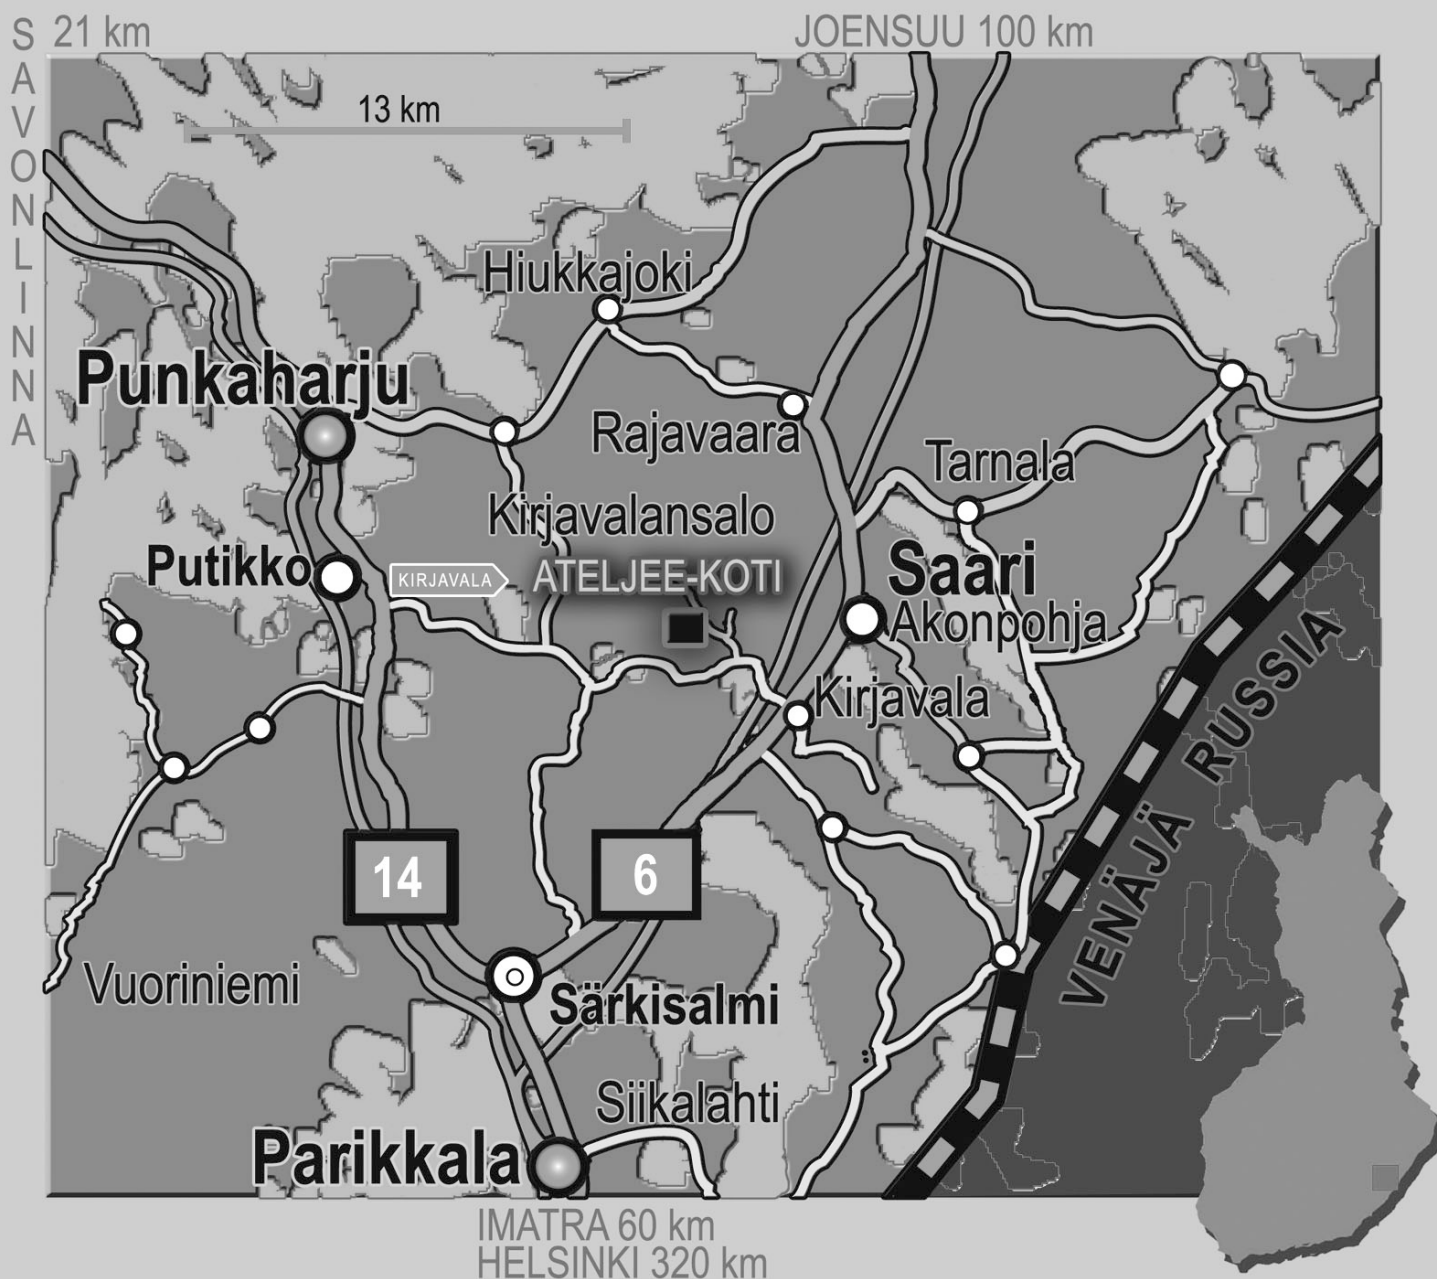 SAVONLINNA
21 km
JOENSUU 100 km
13 km
Hiukkajoki
Punkaharju
Rajavaara
Tarnala
Kirjavalansalo
Putikko
KIRJAVALA
ATELJEE-KOTI
Saari
Akonpohja
Kirjavala
VENÄJÄ RUSSIA
14
6
Vuoriniemi
Särkisalmi
Siikalahti
Parikkala
IMATRA 60 km
HELSINKI 320 km